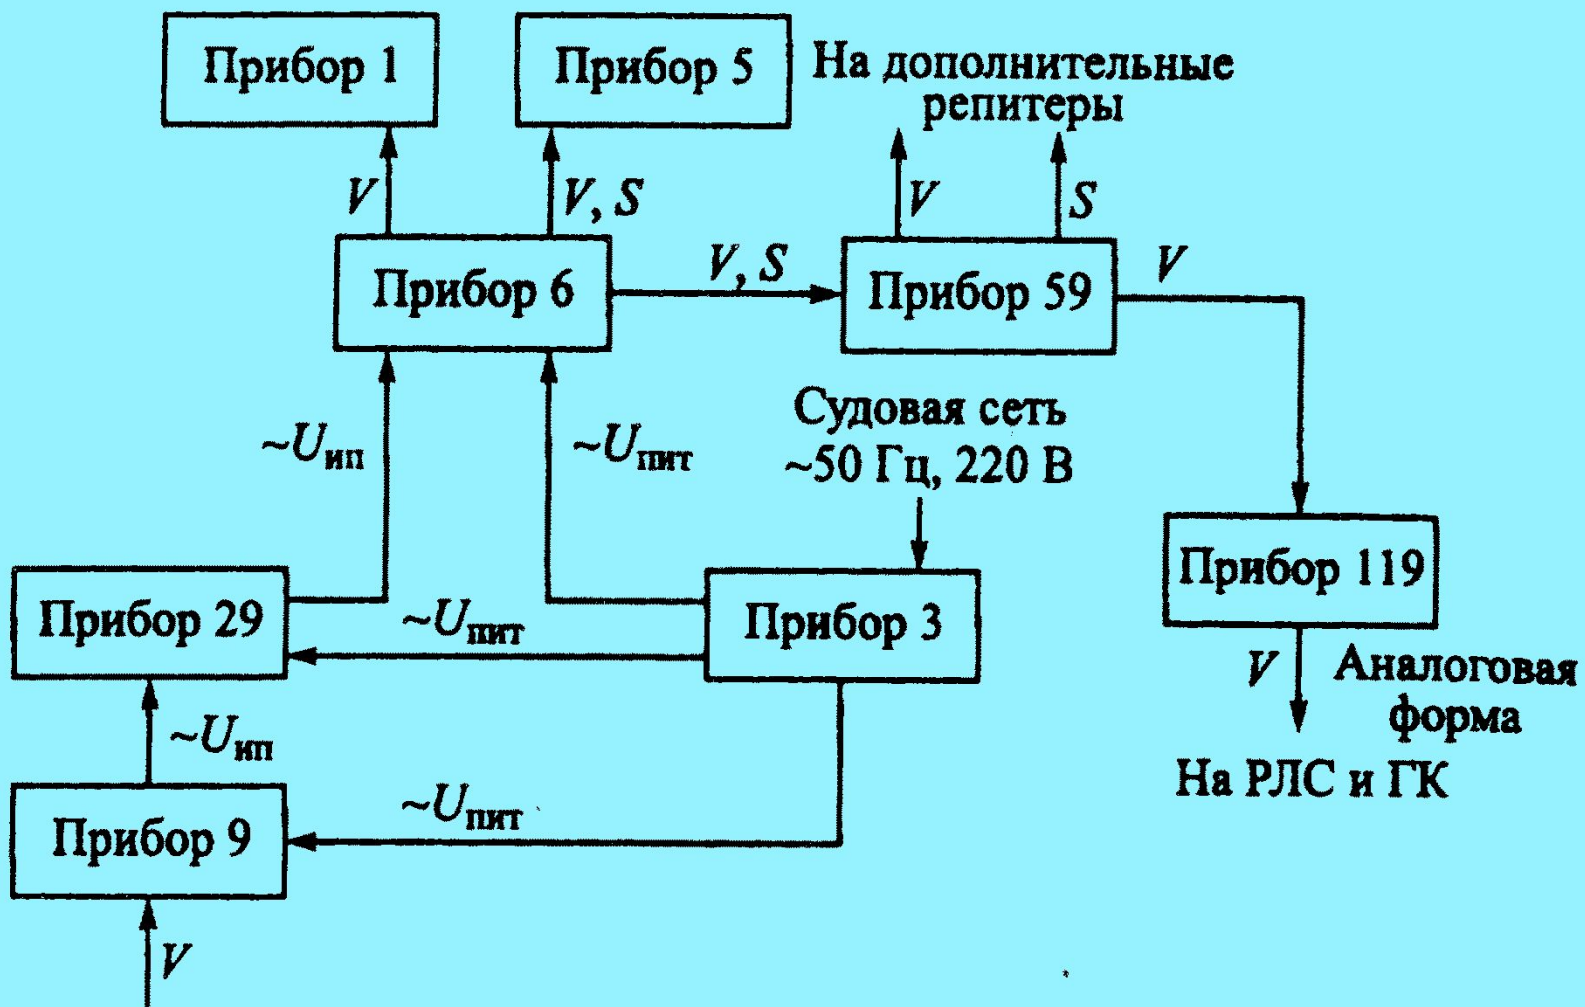 Прибор 1
Прибор 5
На дополнительные
репитеры
V
V, S
V
S
Прибор 6
V, S
Прибор 59
V
Судовая сеть
~50 Гц, 220 В
~Uип
~Uпит
Прибор 119
Прибор 29
~Uпит
Прибор 3
V
Аналоговая
форма
~Uип
На РЛС и ГК
~Uпит
Прибор 9
V